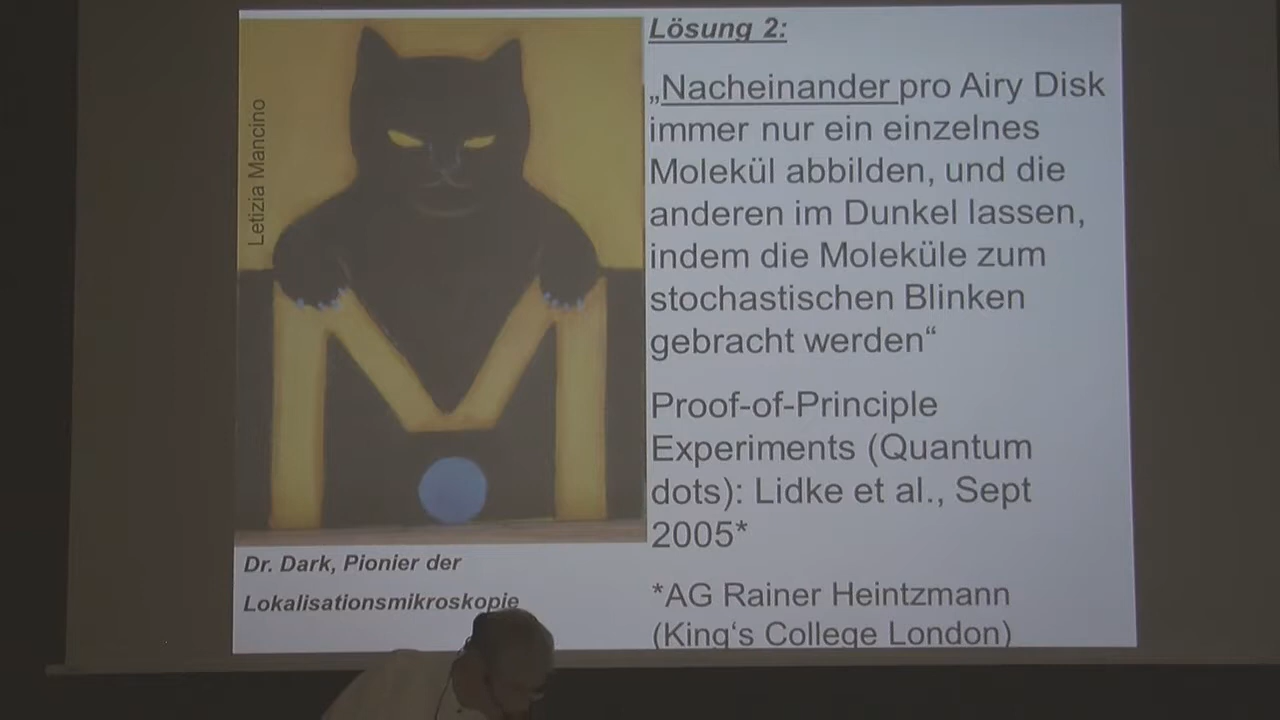 Letizia Mancino
Dr. Dark, Pionier der
Lokalisationsmikroskopie
Lösung 2:
„Nacheinander pro Airy Disk
immer nur ein einzelnes
Molekül abbilden, und die
anderen im Dunkel lassen,
indem die Moleküle zum
stochastischen Blinken
gebracht werden“
Proof-of-Principle
Experiments (Quantum
dots): Lidke et al., Sept
2005*
*AG Rainer Heintzmann
(King‘s College London)